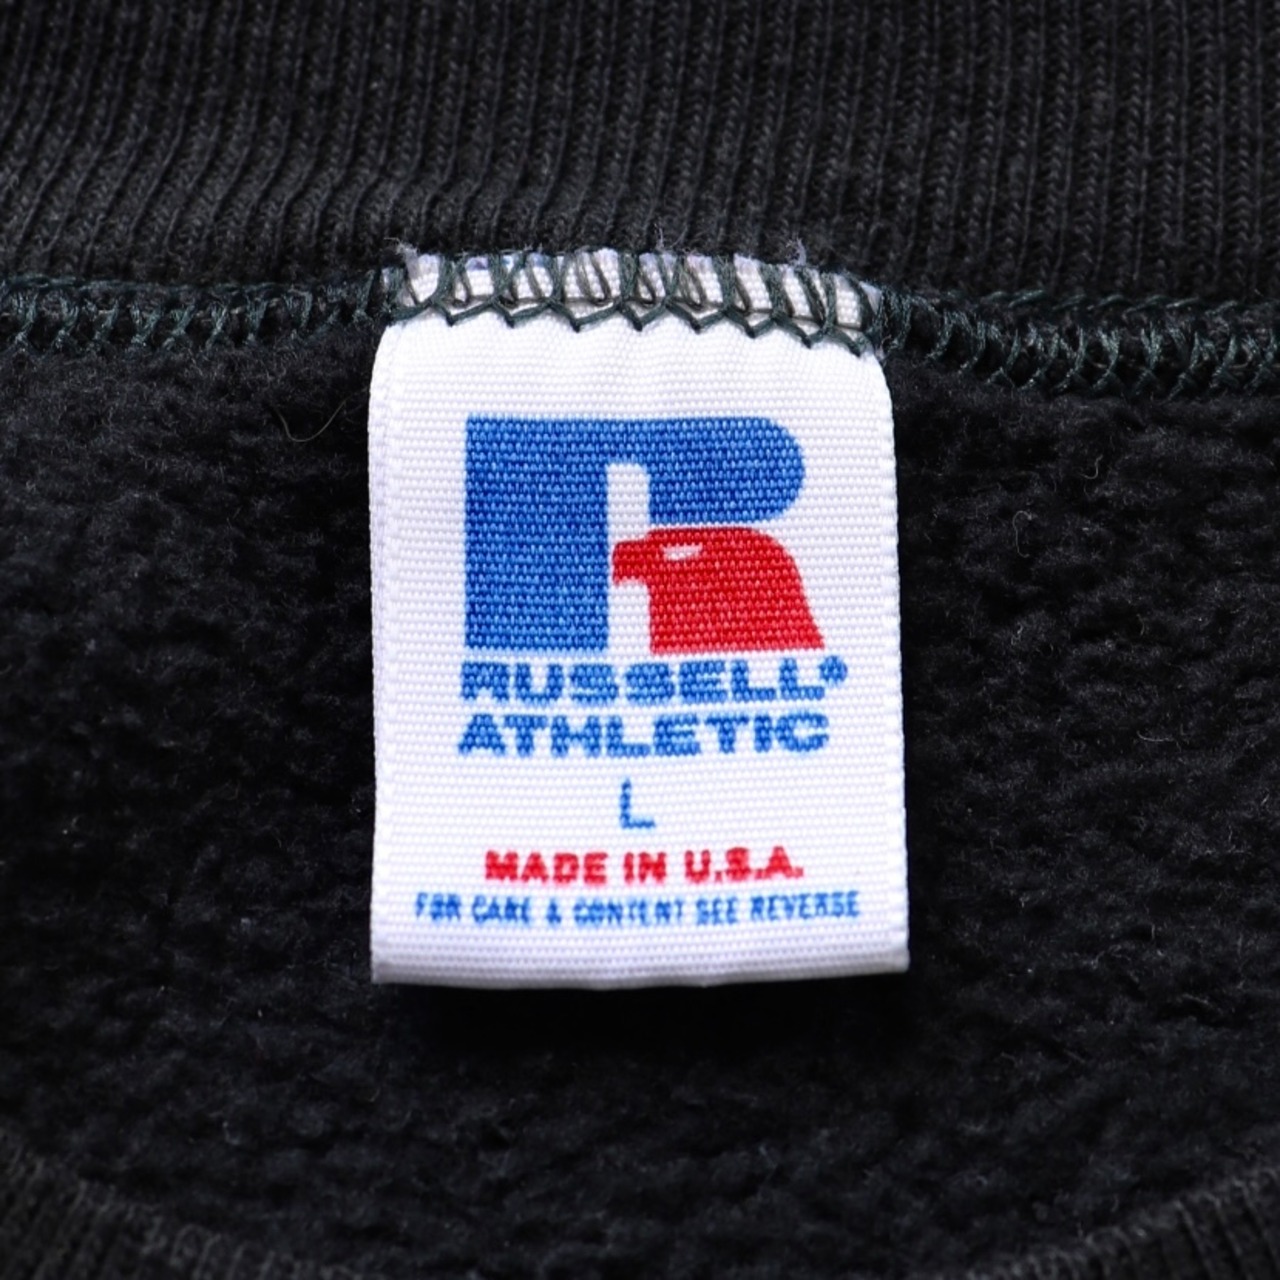 R
RUSSELL®
ATHLETIC
L
MADE IN U.S.A.
FOR CARE & CONTENT SEE REVERSE